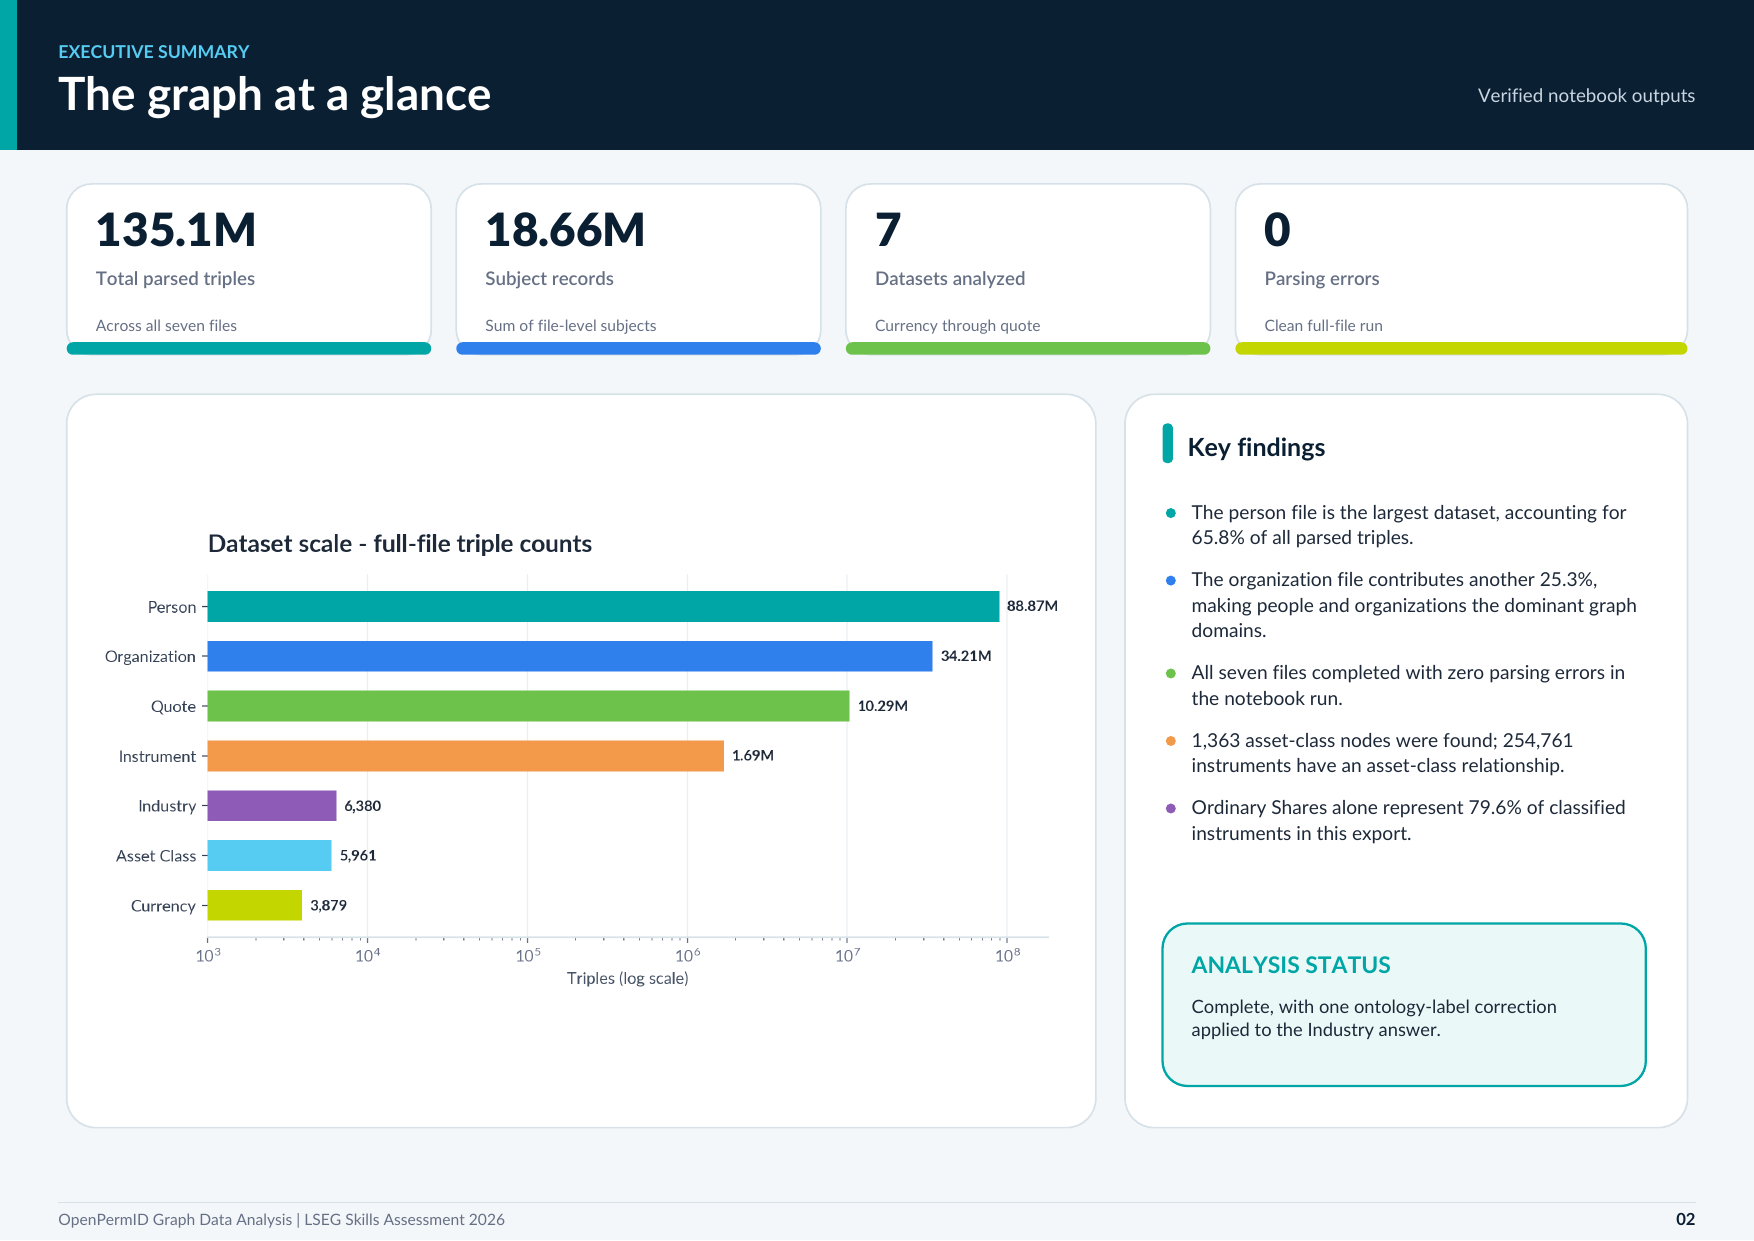 EXECUTIVE SUMMARY
The graph at a glance
Verified notebook outputs
135.1M
Total parsed triples
Across all seven files
18.66M
Subject records
Sum of file-level subjects
7
Datasets analyzed
Currency through quote
0
Parsing errors
Clean full-file run
Dataset scale - full-file triple counts
Person 88.87M
Organization 34.21M
Quote 10.29M
Instrument 1.69M
Industry 6,380
Asset Class 5,961
Currency 3,879
10³ 10⁴ 10⁵ 10⁶ 10⁷ 10⁸
Triples (log scale)
Key findings
The person file is the largest dataset, accounting for
65.8% of all parsed triples.
The organization file contributes another 25.3%,
making people and organizations the dominant graph
domains.
All seven files completed with zero parsing errors in
the notebook run.
1,363 asset-class nodes were found; 254,761
instruments have an asset-class relationship.
Ordinary Shares alone represent 79.6% of classified
instruments in this export.
ANALYSIS STATUS
Complete, with one ontology-label correction
applied to the Industry answer.
OpenPermID Graph Data Analysis | LSEG Skills Assessment 2026
02